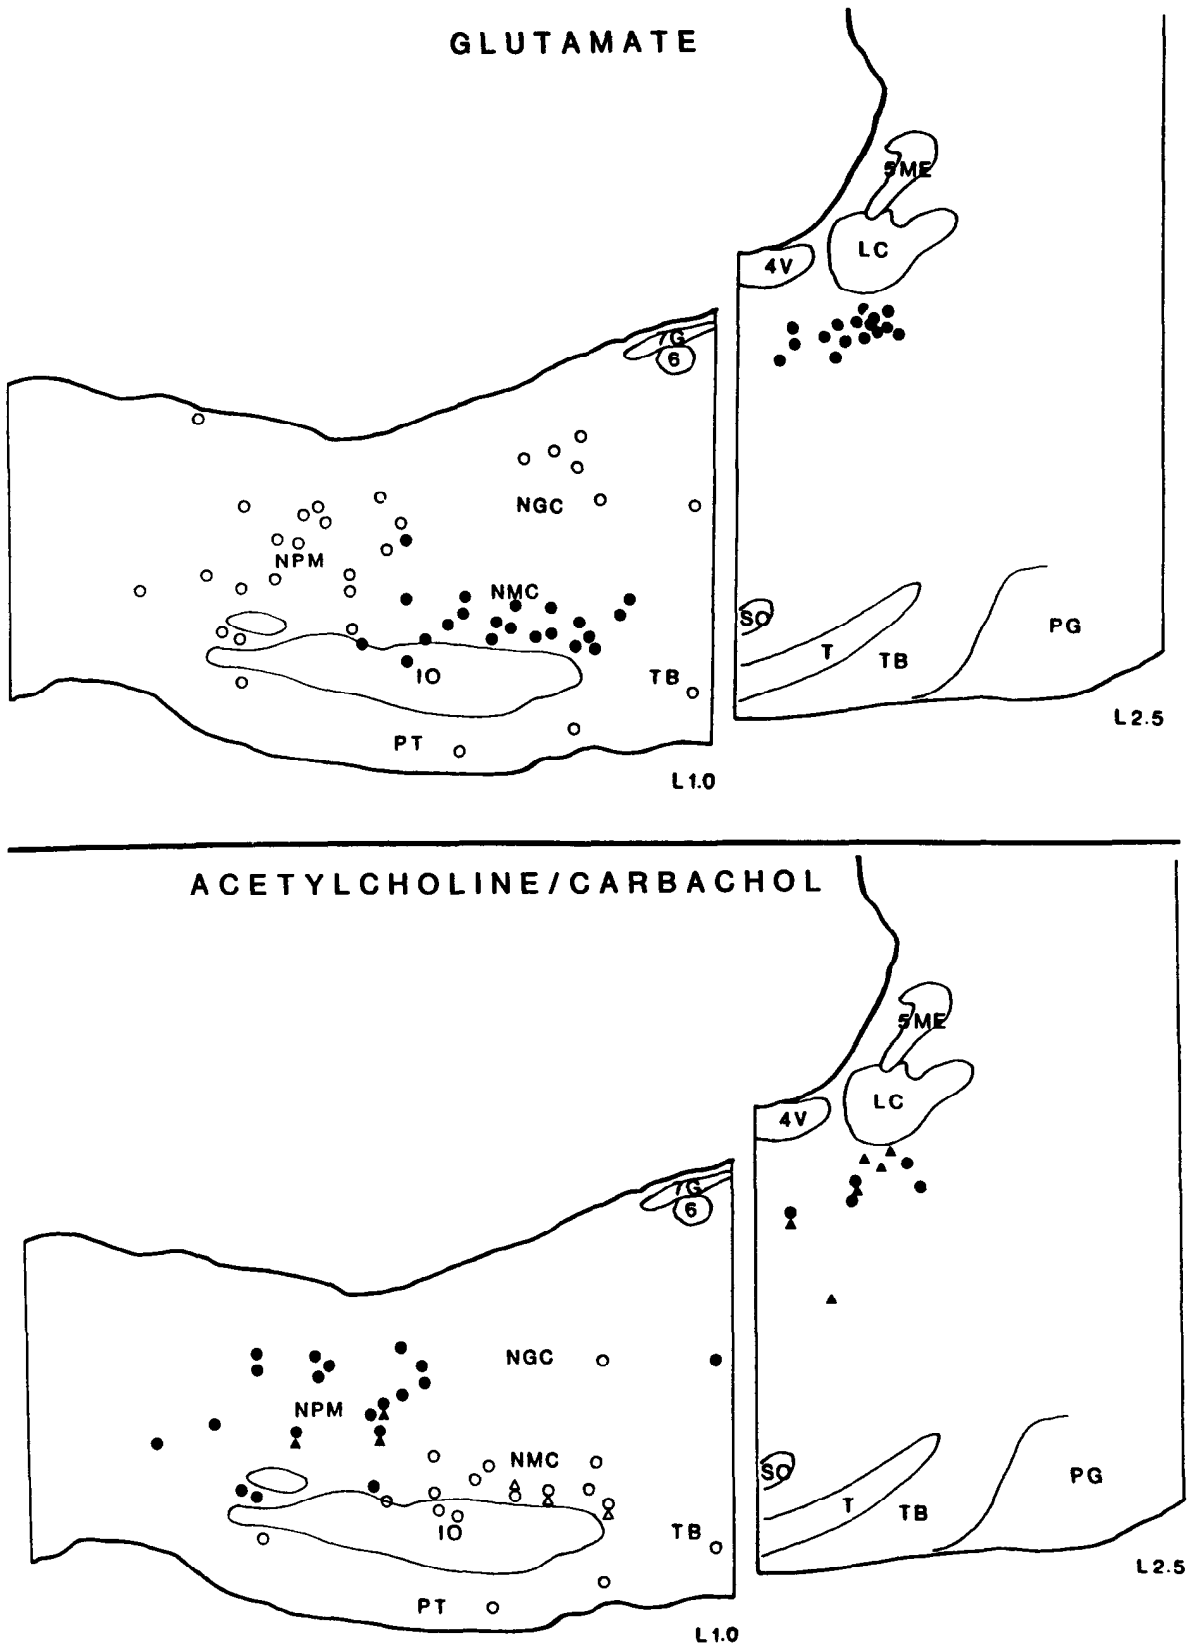 GLUTAMATE
5ME
LC
4V
7G
6
NGC
NPM
NMC
SO
T
TB
PG
IO
TB
L2.5
PT
L1.0
ACETYLCHOLINE/CARBACHOL
5ME
LC
4V
7G
6
NGC
NPM
NMC
SO
T
TB
PG
IO
TB
L2.5
PT
L1.0